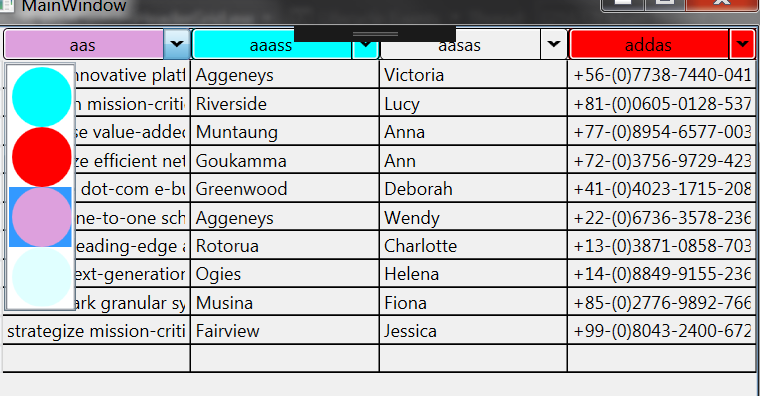 MainWindow
aas aaass aasas addas
nnovative platf Aggeneys Victoria +56-(0)7738-7440-041
mission-criti Riverside Lucy +81-(0)0605-0128-537
se value-added Muntaung Anna +77-(0)8954-6577-003
ze efficient net Goukamma Ann +72-(0)3756-9729-423
dot-com e-bu Greenwood Deborah +41-(0)4023-1715-208
ne-to-one sch Aggeneys Wendy +22-(0)6736-3578-236
eading-edge a Rotorua Charlotte +13-(0)3871-0858-703
ext-generation Ogies Helena +14-(0)8849-9155-236
ark granular sy Musina Fiona +85-(0)2776-9892-766
strategize mission-criti Fairview Jessica +99-(0)8043-2400-672